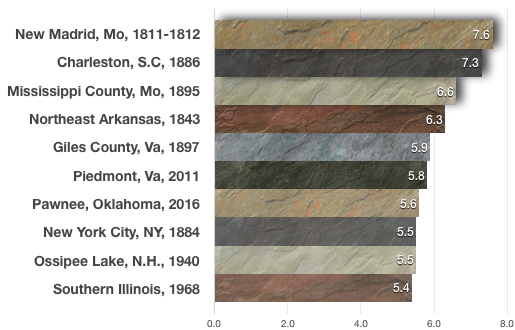 New Madrid, Mo, 1811-1812 7.6
Charleston, S.C, 1886 7.3
Mississippi County, Mo, 1895 6.6
Northeast Arkansas, 1843 6.3
Giles County, Va, 1897 5.9
Piedmont, Va, 2011 5.8
Pawnee, Oklahoma, 2016 5.6
New York City, NY, 1884 5.5
Ossipee Lake, N.H., 1940 5.5
Southern Illinois, 1968 5.4
0.0 2.0 4.0 6.0 8.0